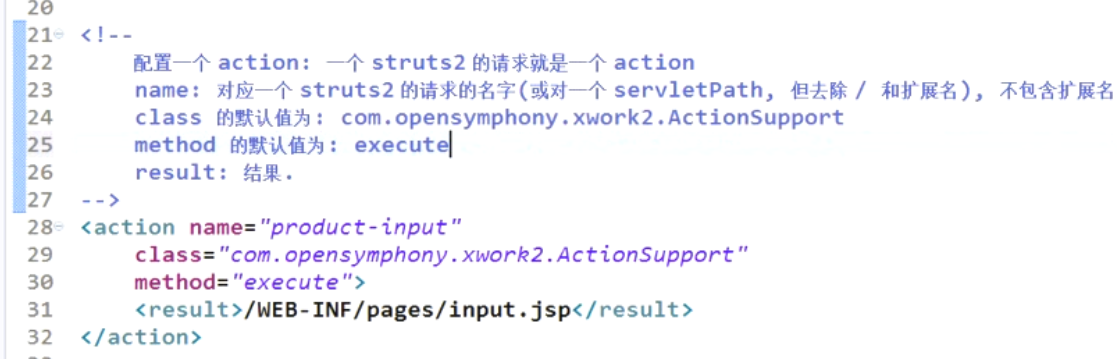 20
21 <!--
22 配置一个 action: 一个 struts2 的请求就是一个 action
23 name: 对应一个 struts2 的请求的名字(或对一个 servletPath, 但去除 / 和扩展名), 不包含扩展名
24 class 的默认值为: com.opensymphony.xwork2.ActionSupport
25 method 的默认值为: execute
26 result: 结果.
27 -->
28 <action name="product-input"
29 class="com.opensymphony.xwork2.ActionSupport"
30 method="execute">
31 <result>/WEB-INF/pages/input.jsp</result>
32 </action>